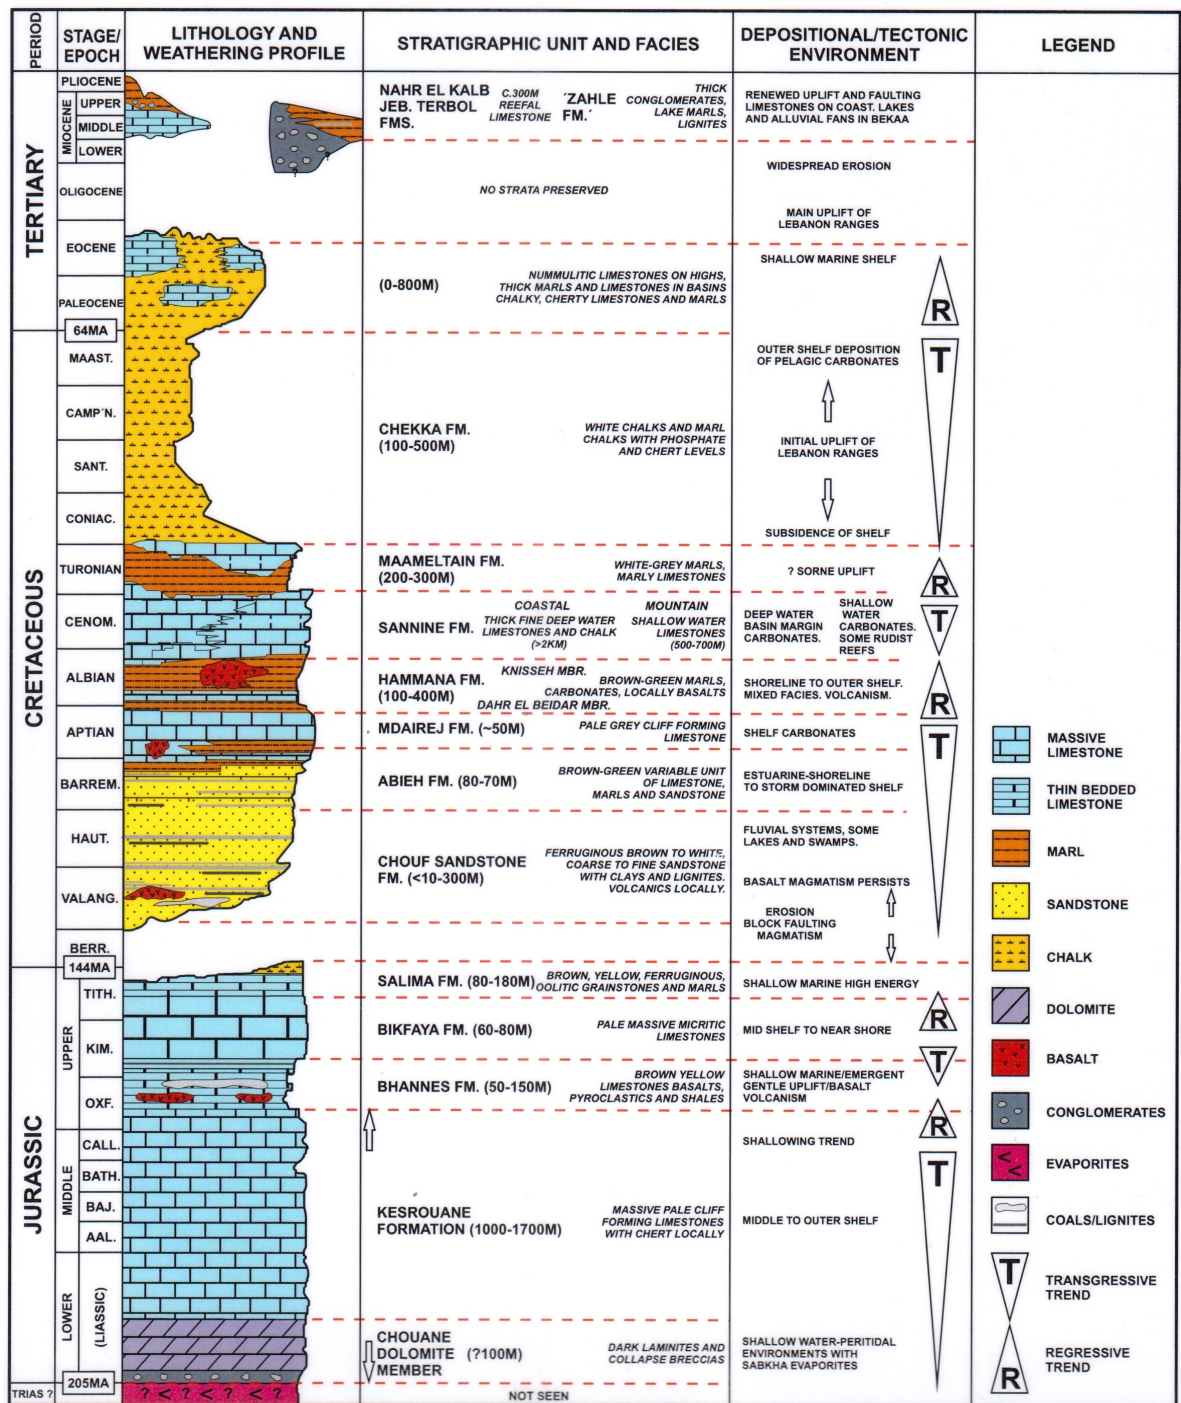 PERIOD
STAGE/
EPOCH
LITHOLOGY AND
WEATHERING PROFILE
STRATIGRAPHIC UNIT AND FACIES
DEPOSITIONAL/TECTONIC
ENVIRONMENT
LEGEND
TERTIARY
PLIOCENE
MIOCENE
UPPER
MIDDLE
LOWER
OLIGOCENE
EOCENE
PALEOCENE
64MA
?
?
NAHR EL KALB
JEB. TERBOL
FMS.
C.300M
REEFAL
LIMESTONE
´ZAHLE
FM.´
THICK
CONGLOMERATES,
LAKE MARLS,
LIGNITES
RENEWED UPLIFT AND FAULTING
LIMESTONES ON COAST. LAKES
AND ALLUVIAL FANS IN BEKAA
NO STRATA PRESERVED
WIDESPREAD EROSION
MAIN UPLIFT OF
LEBANON RANGES
(0-800M)
NUMMULITIC LIMESTONES ON HIGHS,
THICK MARLS AND LIMESTONES IN BASINS
CHALKY, CHERTY LIMESTONES AND MARLS
SHALLOW MARINE SHELF
R
CRETACEOUS
MAAST.
CAMP´N.
SANT.
CONIAC.
TURONIAN
CENOM.
ALBIAN
APTIAN
BARREM.
HAUT.
VALANG.
BERR.
144MA
CHEKKA FM.
(100-500M)
WHITE CHALKS AND MARL
CHALKS WITH PHOSPHATE
AND CHERT LEVELS
OUTER SHELF DEPOSITION
OF PELAGIC CARBONATES
INITIAL UPLIFT OF
LEBANON RANGES
SUBSIDENCE OF SHELF
T
MAAMELTAIN FM.
(200-300M)
WHITE-GREY MARLS,
MARLY LIMESTONES
? SORNE UPLIFT
R
SANNINE FM.
COASTAL
THICK FINE DEEP WATER
LIMESTONES AND CHALK
(>2KM)
MOUNTAIN
SHALLOW WATER
LIMESTONES
(500-700M)
DEEP WATER
BASIN MARGIN
CARBONATES.
SHALLOW
WATER
CARBONATES.
SOME RUDIST
REEFS
T
HAMMANA FM.
(100-400M)
KNISSEH MBR.
BROWN-GREEN MARLS,
CARBONATES, LOCALLY BASALTS
DAHR EL BEIDAR MBR.
SHORELINE TO OUTER SHELF.
MIXED FACIES. VOLCANISM.
R
MDAIREJ FM. (~50M)
PALE GREY CLIFF FORMING
LIMESTONE
SHELF CARBONATES
T
ABIEH FM. (80-70M)
BROWN-GREEN VARIABLE UNIT
OF LIMESTONE,
MARLS AND SANDSTONE
ESTUARINE-SHORELINE
TO STORM DOMINATED SHELF
CHOUF SANDSTONE
FM. (<10-300M)
FERRUGINOUS BROWN TO WHITE,
COARSE TO FINE SANDSTONE
WITH CLAYS AND LIGNITES.
VOLCANICS LOCALLY.
FLUVIAL SYSTEMS, SOME
LAKES AND SWAMPS.
BASALT MAGMATISM PERSISTS
EROSION
BLOCK FAULTING
MAGMATISM
JURASSIC
UPPER
TITH.
KIM.
OXF.
MIDDLE
CALL.
BATH.
BAJ.
AAL.
LOWER
(LIASSIC)
205MA
TRIAS ?
SALIMA FM. (80-180M)
BROWN, YELLOW, FERRUGINOUS,
OOLITIC GRAINSTONES AND MARLS
SHALLOW MARINE HIGH ENERGY
BIKFAYA FM. (60-80M)
PALE MASSIVE MICRITIC
LIMESTONES
MID SHELF TO NEAR SHORE
R
BHANNES FM. (50-150M)
BROWN YELLOW
LIMESTONES BASALTS,
PYROCLASTICS AND SHALES
SHALLOW MARINE/EMERGENT
GENTLE UPLIFT/BASALT
VOLCANISM
T
R
SHALLOWING TREND
KESROUANE
FORMATION (1000-1700M)
MASSIVE PALE CLIFF
FORMING LIMESTONES
WITH CHERT LOCALLY
MIDDLE TO OUTER SHELF
T
CHOUANE
DOLOMITE (?100M)
MEMBER
DARK LAMINITES AND
COLLAPSE BRECCIAS
SHALLOW WATER-PERITIDAL
ENVIRONMENTS WITH
SABKHA EVAPORITES
? < ? < ? < ?
NOT SEEN
MASSIVE
LIMESTONE
THIN BEDDED
LIMESTONE
MARL
SANDSTONE
CHALK
DOLOMITE
BASALT
CONGLOMERATES
EVAPORITES
COALS/LIGNITES
T
TRANSGRESSIVE
TREND
R
REGRESSIVE
TREND